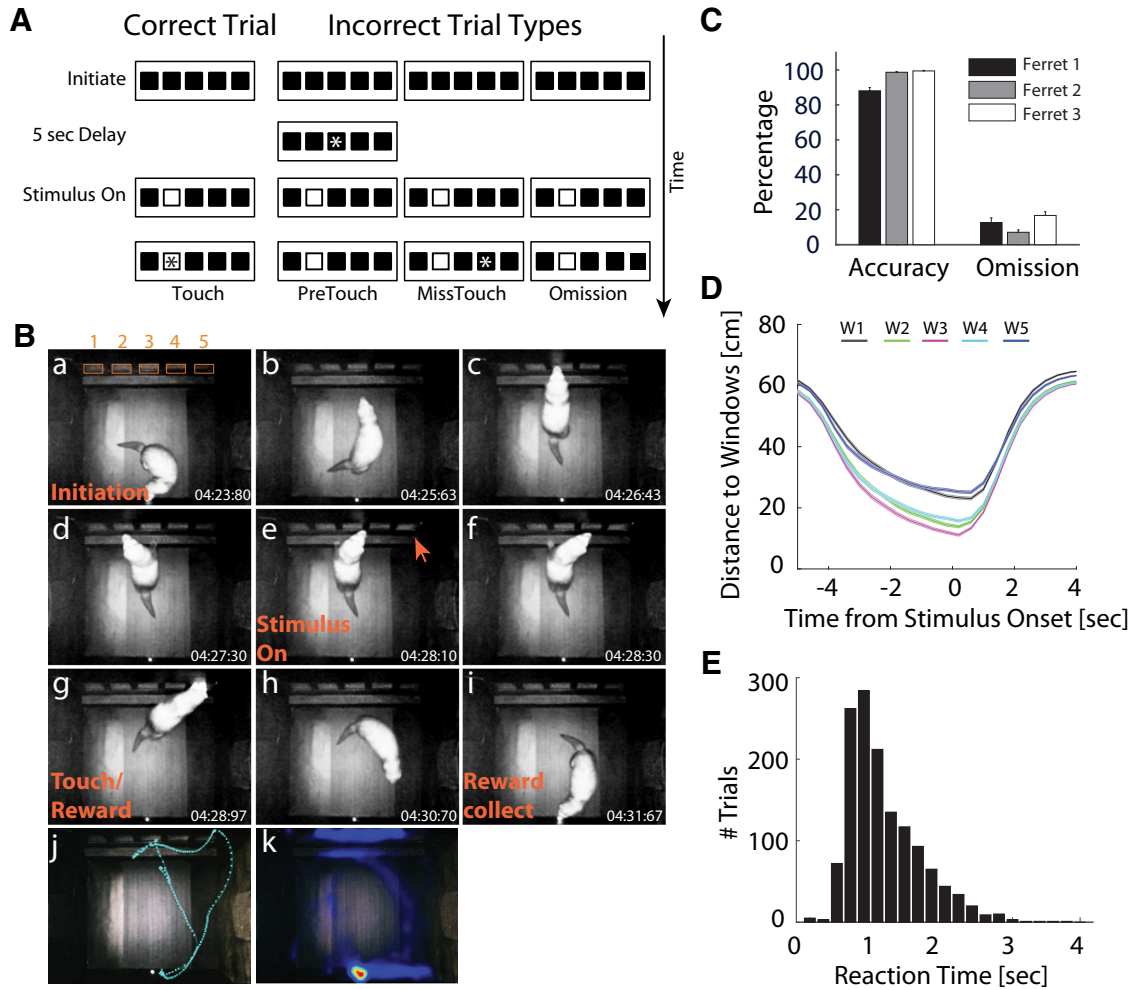 A
Correct Trial
Incorrect Trial Types
Initiate
5 sec Delay
*
Stimulus On
*
*
Touch
PreTouch
MissTouch
Omission
Time
B
1 2 3 4 5
a
Initiation
04:23:80
b
04:25:63
c
04:26:43
d
04:27:30
e
Stimulus
On
04:28:10
f
04:28:30
g
Touch/
Reward
04:28:97
h
04:30:70
i
Reward
collect
04:31:67
j
k
C
Percentage
100
80
60
40
20
0
Accuracy
Omission
Ferret 1
Ferret 2
Ferret 3
D
Distance to Windows [cm]
80
60
40
20
0
W1 W2 W3 W4 W5
-4 -2 0 2 4
Time from Stimulus Onset [sec]
E
# Trials
300
200
100
0
0 1 2 3 4
Reaction Time [sec]